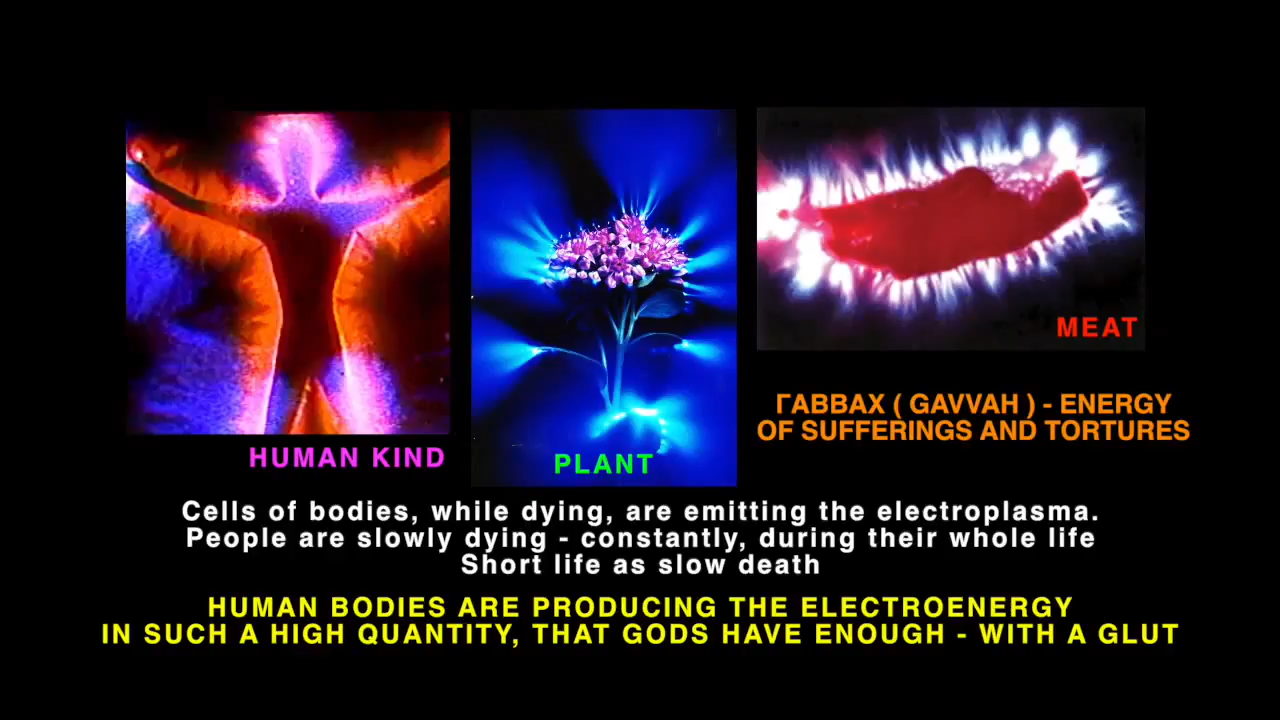 MEAT
ГАВВАХ ( GAVVAH ) - ENERGY
OF SUFFERINGS AND TORTURES
HUMAN KIND
PLANT
Cells of bodies, while dying, are emitting the electroplasma.
People are slowly dying - constantly, during their whole life
Short life as slow death
HUMAN BODIES ARE PRODUCING THE ELECTROENERGY
IN SUCH A HIGH QUANTITY, THAT GODS HAVE ENOUGH - WITH A GLUT